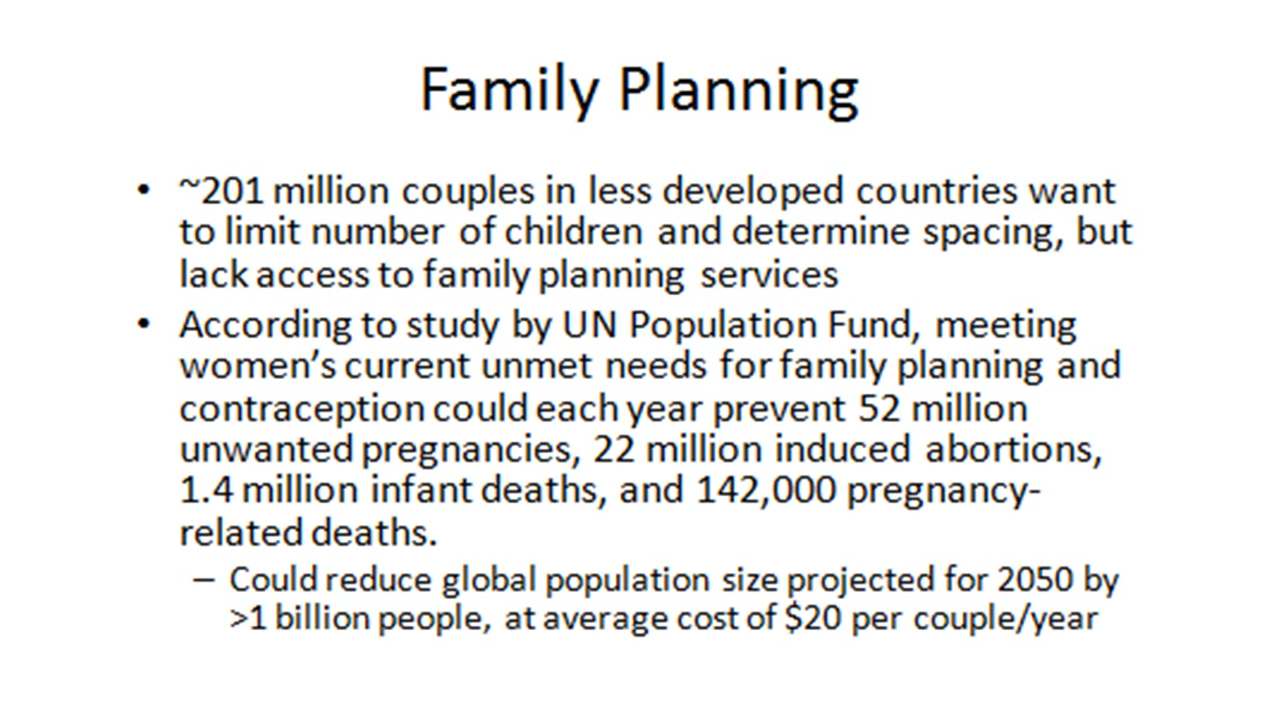 Family Planning
• ~201 million couples in less developed countries want
to limit number of children and determine spacing, but
lack access to family planning services
• According to study by UN Population Fund, meeting
women's current unmet needs for family planning and
contraception could each year prevent 52 million
unwanted pregnancies, 22 million induced abortions,
1.4 million infant deaths, and 142,000 pregnancy-
related deaths.
– Could reduce global population size projected for 2050 by
>1 billion people, at average cost of $20 per couple/year